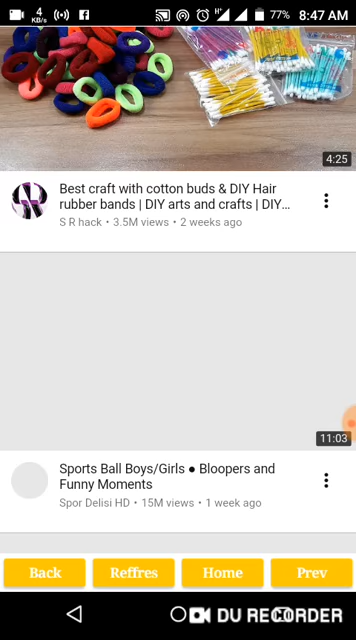 4
KB/s
77% 8:47 AM
4:25
Best craft with cotton buds & DIY Hair
rubber bands | DIY arts and crafts | DIY...
S R hack • 3.5M views • 2 weeks ago
11:03
Sports Ball Boys/Girls ● Bloopers and
Funny Moments
Spor Delisi HD • 15M views • 1 week ago
Back Reffres Home Prev
DU RECORDER